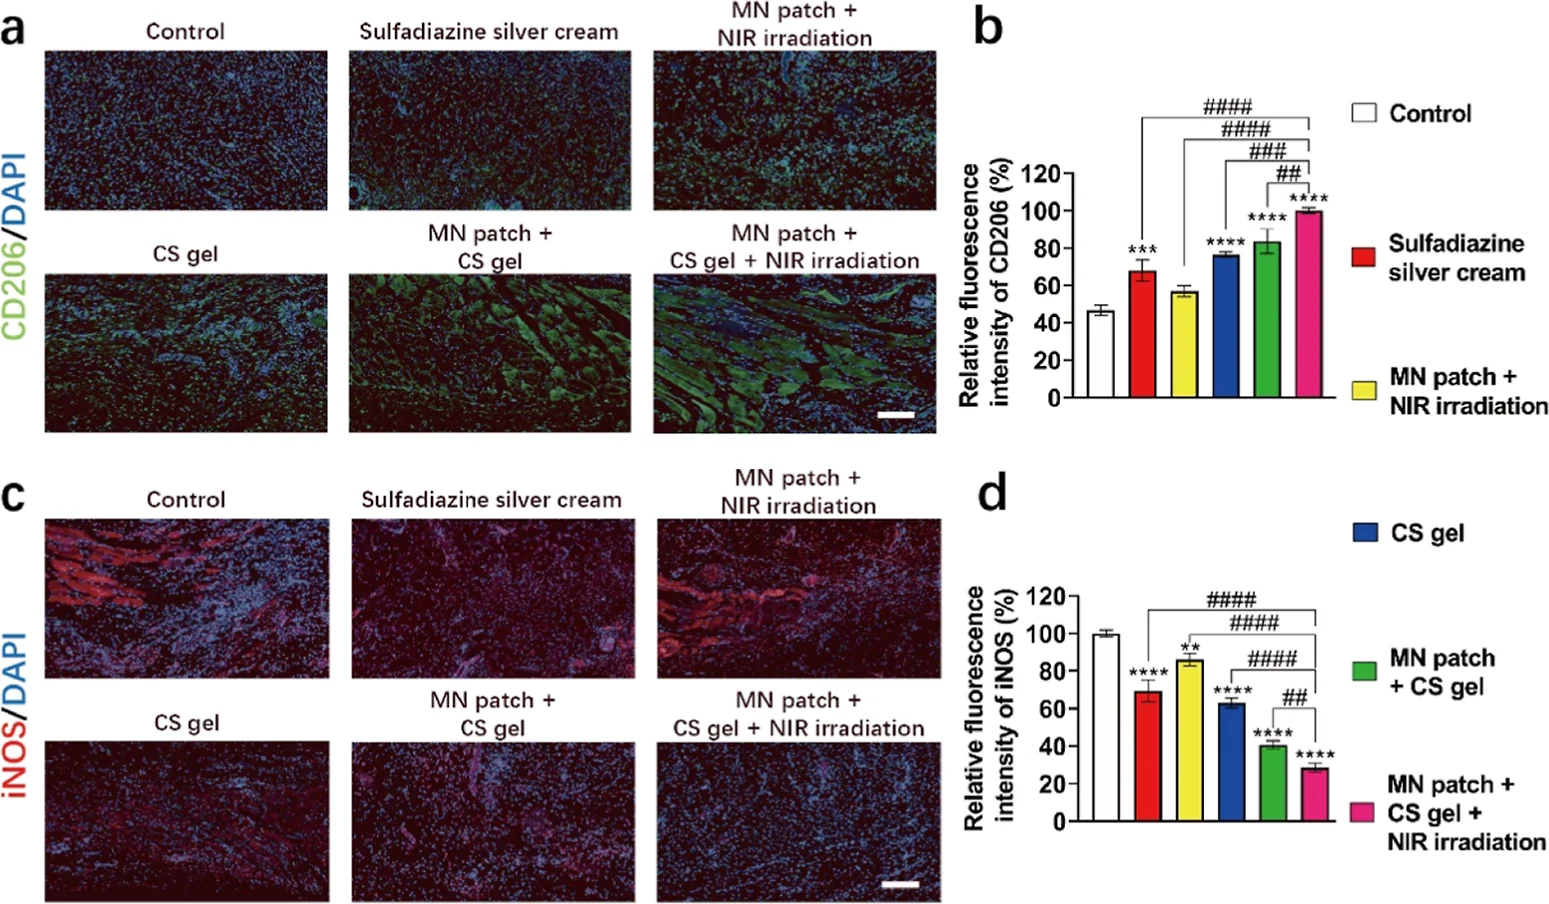 a
Control
Sulfadiazine silver cream
MN patch +
NIR irradiation
CD206/DAPI
CS gel
MN patch +
CS gel
MN patch +
CS gel + NIR irradiation
b
Relative fluorescence
intensity of CD206 (%)
120
100
80
60
40
20
0
####
####
###
##
***
****
****
****
Control
Sulfadiazine
silver cream
MN patch +
NIR irradiation
c
Control
Sulfadiazine silver cream
MN patch +
NIR irradiation
iNOS/DAPI
CS gel
MN patch +
CS gel
MN patch +
CS gel + NIR irradiation
d
Relative fluorescence
intensity of iNOS (%)
120
100
80
60
40
20
0
####
####
####
##
****
**
****
****
****
CS gel
MN patch
+ CS gel
MN patch +
CS gel +
NIR irradiation